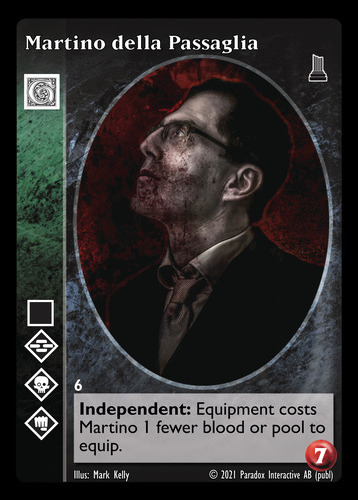 Martino della Passaglia
6
Independent: Equipment costs
Martino 1 fewer blood or pool to
equip.
7
Illus: Mark Kelly © 2021 Paradox Interactive AB (publ)